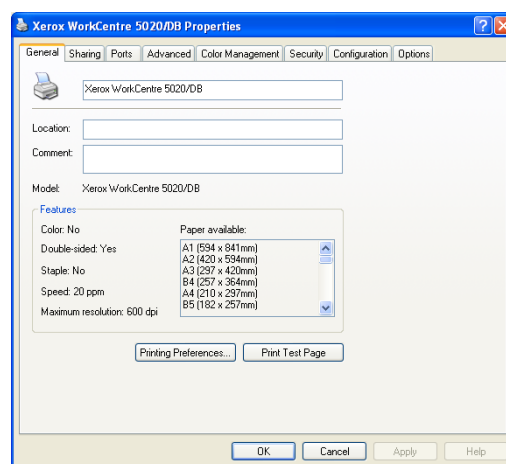 Xerox WorkCentre 5020/DB Properties
General Sharing Ports Advanced Color Management Security Configuration Options
Xerox WorkCentre 5020/DB
Location:
Comment:
Model: Xerox WorkCentre 5020/DB
Features
Color: No
Paper available:
Double-sided: Yes
Staple: No
Speed: 20 ppm
Maximum resolution: 600 dpi
A1 (594 x 841mm)
A2 (420 x 594mm)
A3 (297 x 420mm)
B4 (257 x 364mm)
A4 (210 x 297mm)
B5 (182 x 257mm)
Printing Preferences... Print Test Page
OK Cancel Apply Help